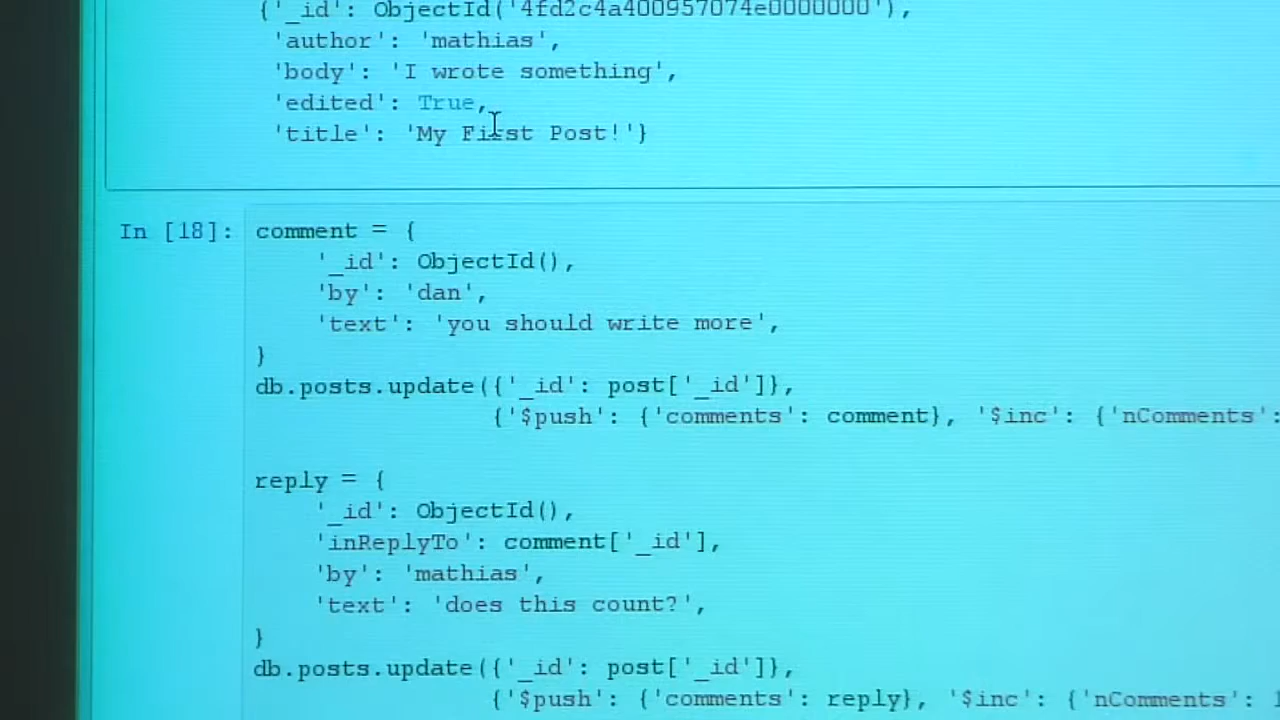 {'_id': ObjectId('4fd2c4a400957074e0000000'),
'author': 'mathias',
'body': 'I wrote something',
'edited': True,
'title': 'My First Post!'}
In [18]:
comment = {
'_id': ObjectId(),
'by': 'dan',
'text': 'you should write more',
}
db.posts.update({'_id': post['_id']},
{'$push': {'comments': comment}, '$inc': {'nComments':
reply = {
'_id': ObjectId(),
'inReplyTo': comment['_id'],
'by': 'mathias',
'text': 'does this count?',
}
db.posts.update({'_id': post['_id']},
{'$push': {'comments': reply}, '$inc': {'nComments':